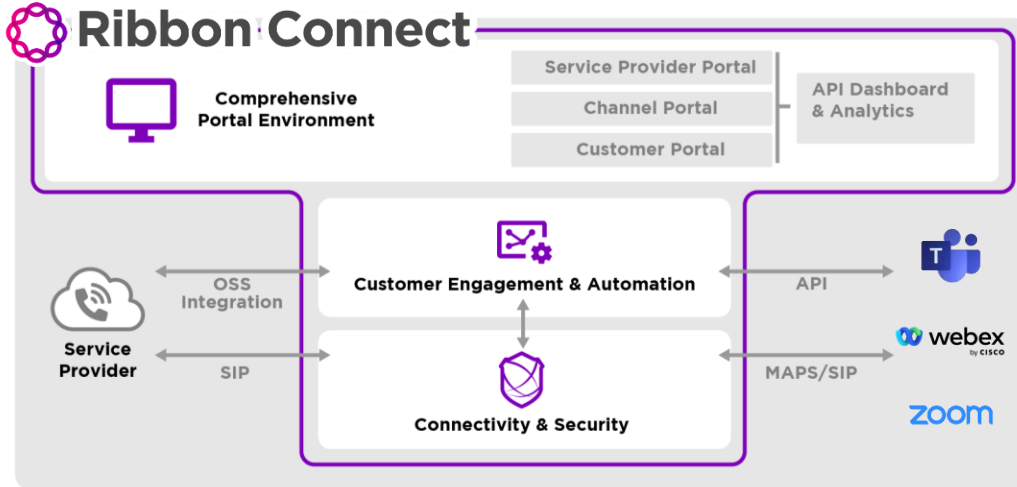 Ribbon Connect
Comprehensive
Portal Environment
Service Provider Portal
Channel Portal
Customer Portal
API Dashboard
& Analytics
OSS
Integration
Customer Engagement & Automation
API
T
Service
Provider
SIP
Connectivity & Security
MAPS/SIP
webex
by CISCO
zoom